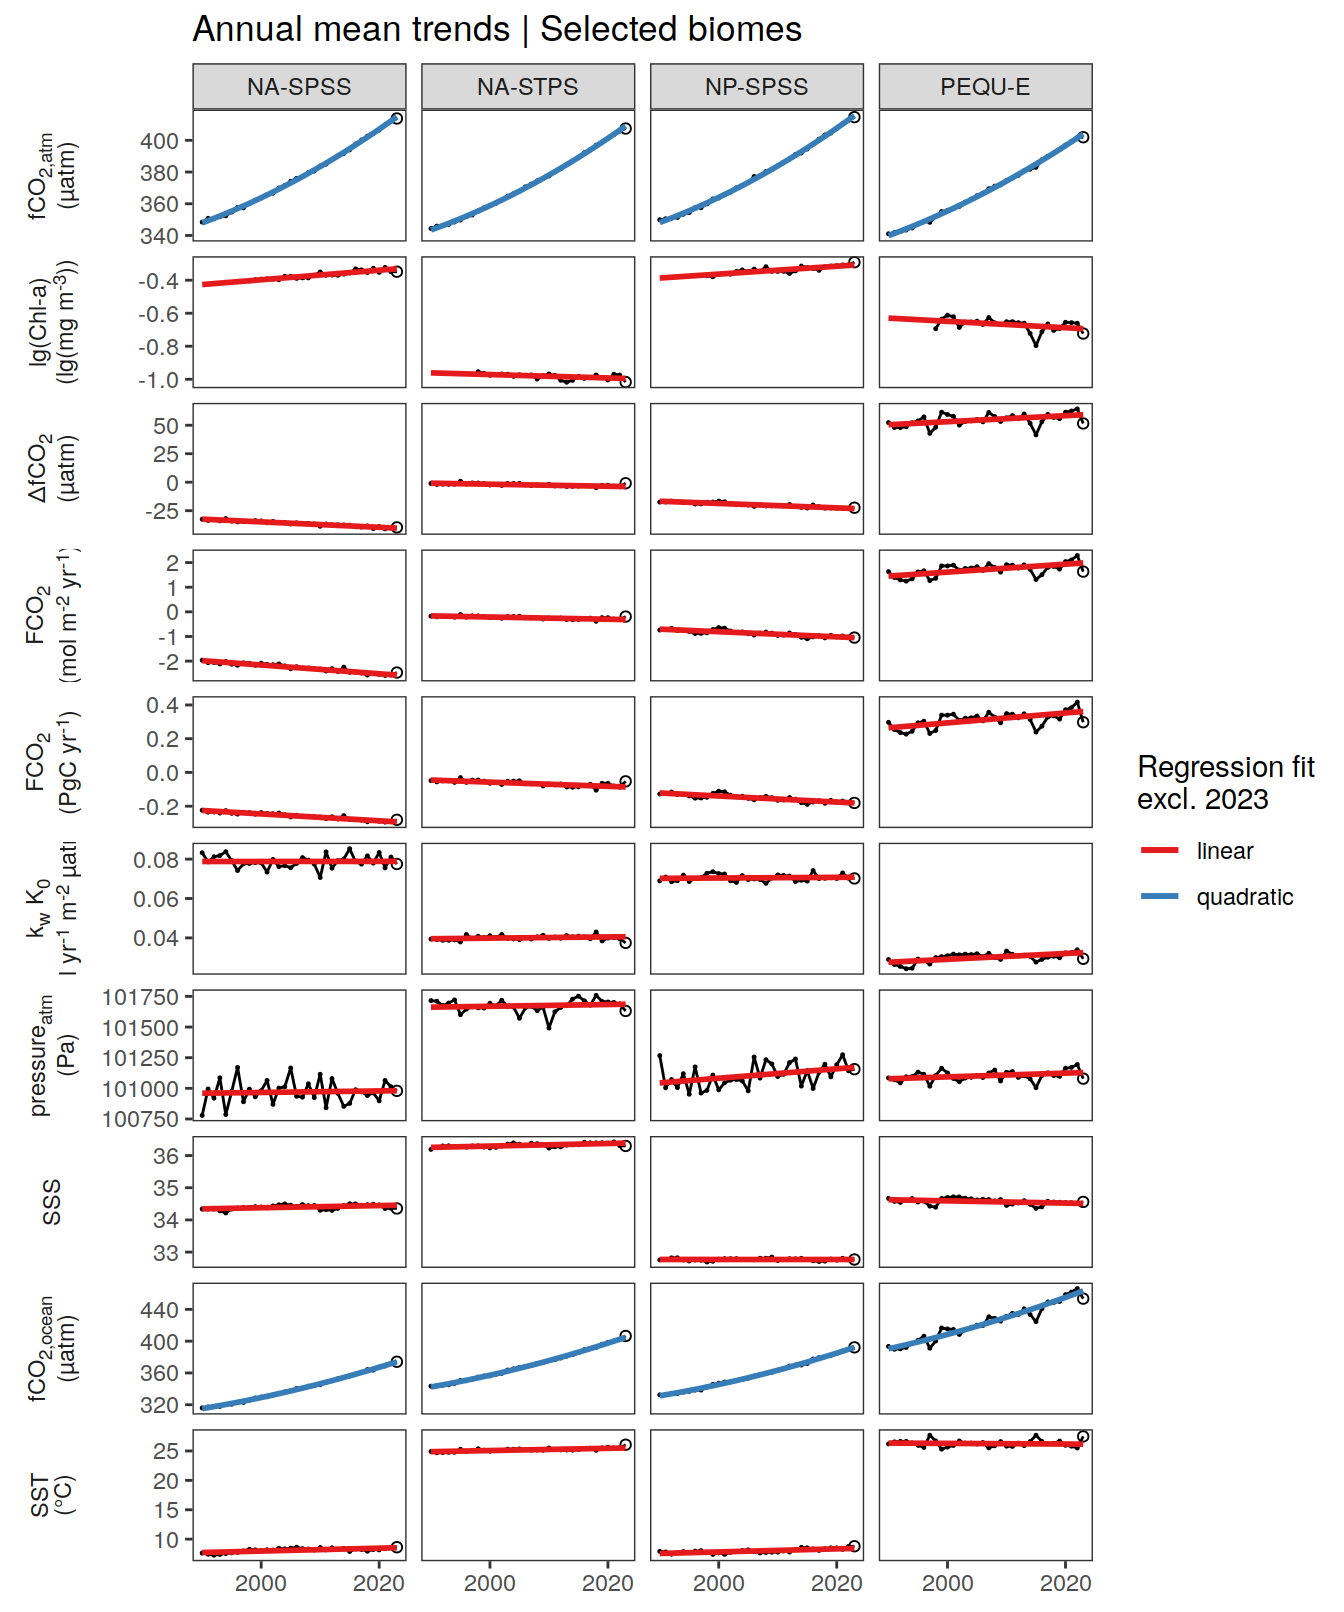 Annual mean trends | Selected biomes
NA-SPSS NA-STPS NP-SPSS PEQU-E
fCO2,atm
(µatm)
400
380
360
340
lg(Chl-a)
(lg(mg m-3))
-0.4
-0.6
-0.8
-1.0
ΔfCO2
(µatm)
50
25
0
-25
FCO2
(mol m-2 yr-1)
2
1
0
-1
-2
FCO2
(PgC yr-1)
0.4
0.2
0.0
-0.2
kw K0
l yr-1 m-2 µat
0.08
0.06
0.04
pressureatm
(Pa)
101750
101500
101250
101000
100750
SSS
36
35
34
33
fCO2,ocean
(µatm)
440
400
360
320
SST
(°C)
25
20
15
10
2000 2020 2000 2020 2000 2020 2000 2020
Regression fit
excl. 2023
linear
quadratic